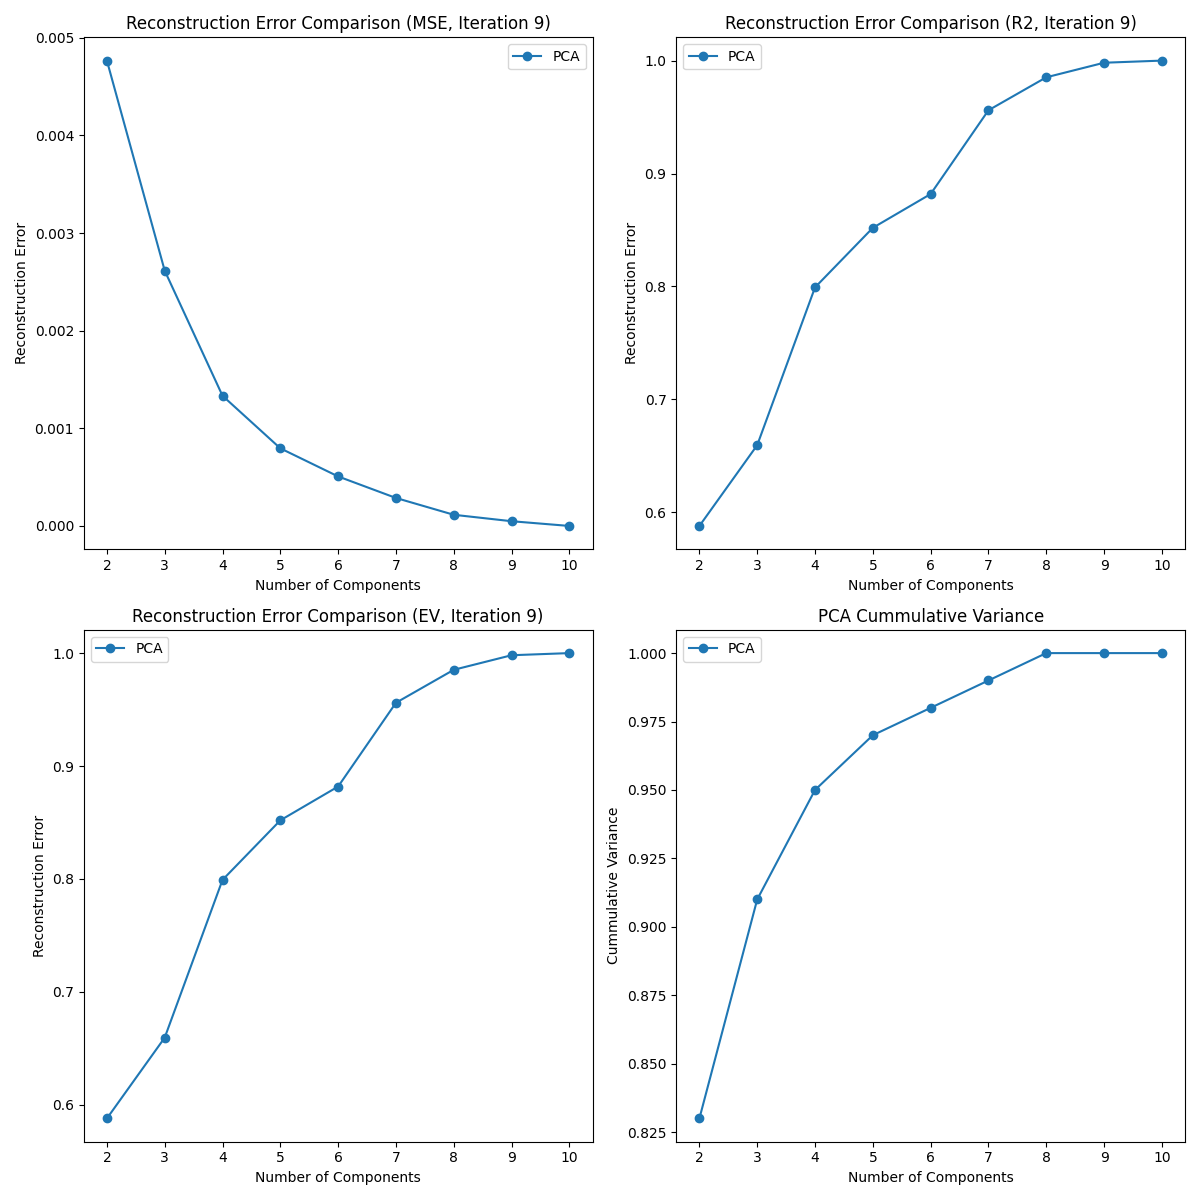 Reconstruction Error Comparison (MSE, Iteration 9)
PCA
0.005
0.004
0.003
0.002
0.001
0.000
Reconstruction Error
2 3 4 5 6 7 8 9 10
Number of Components
Reconstruction Error Comparison (R2, Iteration 9)
PCA
1.0
0.9
0.8
0.7
0.6
Reconstruction Error
2 3 4 5 6 7 8 9 10
Number of Components
Reconstruction Error Comparison (EV, Iteration 9)
PCA
1.0
0.9
0.8
0.7
0.6
Reconstruction Error
2 3 4 5 6 7 8 9 10
Number of Components
PCA Cummulative Variance
PCA
1.000
0.975
0.950
0.925
0.900
0.875
0.850
0.825
Cummulative Variance
2 3 4 5 6 7 8 9 10
Number of Components